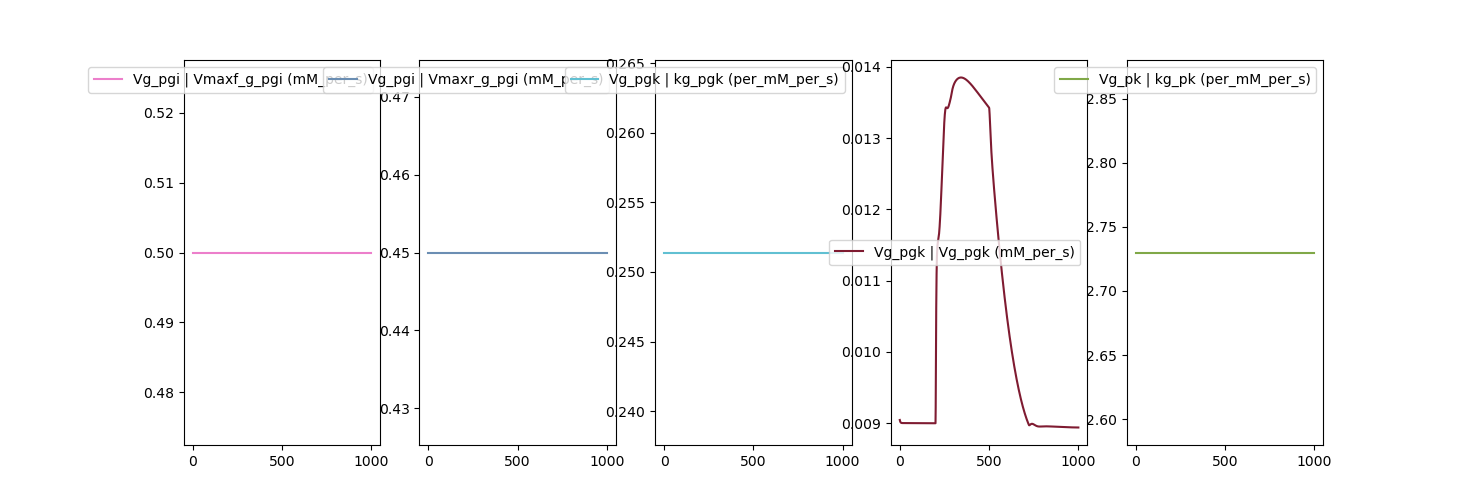 Vg_pgi | Vmaxf_g_pgi (mM_per_s)
0.52
0.51
0.50
0.49
0.48
0 500 1000
Vg_pgi | Vmaxr_g_pgi (mM_per_s)
0.47
0.46
0.45
0.44
0.43
0 500 1000
Vg_pgk | kg_pgk (per_mM_per_s)
0.265
0.260
0.255
0.250
0.245
0.240
0 500 1000
Vg_pgk | Vg_pgk (mM_per_s)
0.014
0.013
0.012
0.011
0.010
0.009
0 500 1000
Vg_pk | kg_pk (per_mM_per_s)
2.85
2.80
2.75
2.70
2.65
2.60
0 500 1000